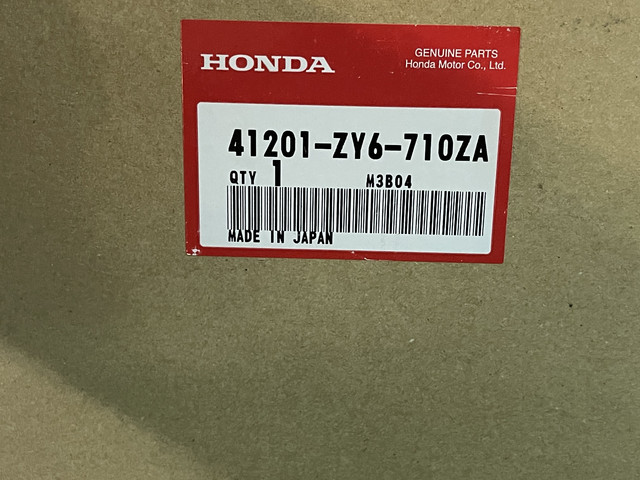 HONDA
GENUINE PARTS
Honda Motor Co., Ltd.
41201-ZY6-710ZA
QTY 1 M3B04
MADE IN JAPAN